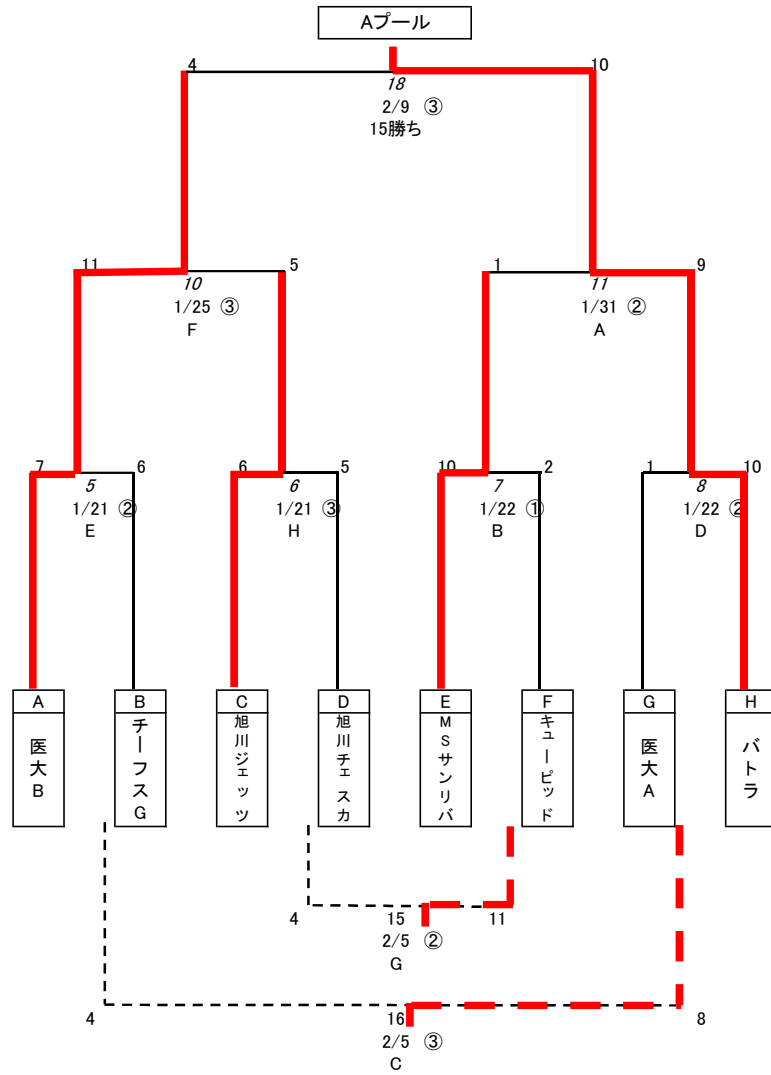 Aプール
4 10
18
2/9 ③
15勝ち
11 5 1 9
10 11
1/25 ③ 1/31 ②
F A
7 6 6 5 10 2 1 10
5 6 7 8
1/21 ② 1/21 ③ 1/22 ① 1/22 ②
E H B D
A B C D E F G H
医大B
チーフスG
旭川ジェッツ
旭川チェスカ
MSサンリバ
キューピッド
医大A
バトラ
4 15 11
2/5 ②
G
4 16 8
2/5 ③
C